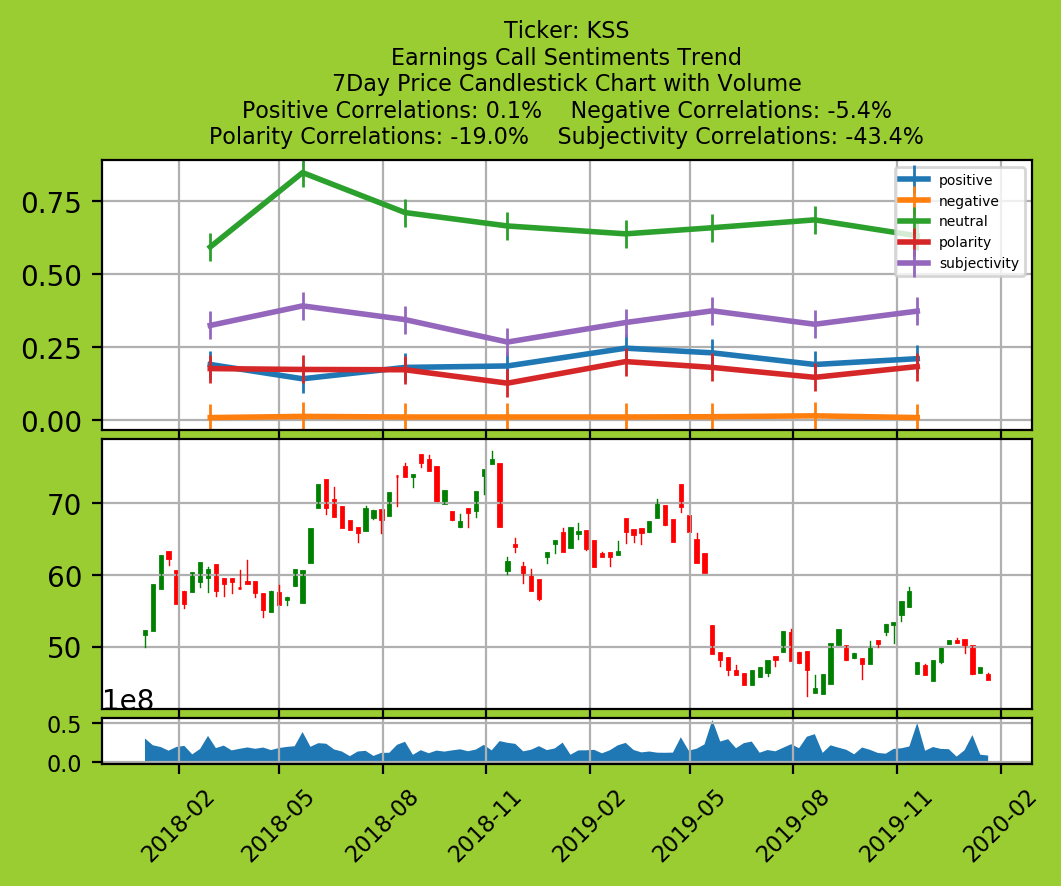 Ticker: KSS
Earnings Call Sentiments Trend
7Day Price Candlestick Chart with Volume
Positive Correlations: 0.1%    Negative Correlations: -5.4%
Polarity Correlations: -19.0%    Subjectivity Correlations: -43.4%
0.75
0.50
0.25
0.00
positive
negative
neutral
polarity
subjectivity
70
60
50
1e8
0.5
0.0
2018-02
2018-05
2018-08
2018-11
2019-02
2019-05
2019-08
2019-11
2020-02